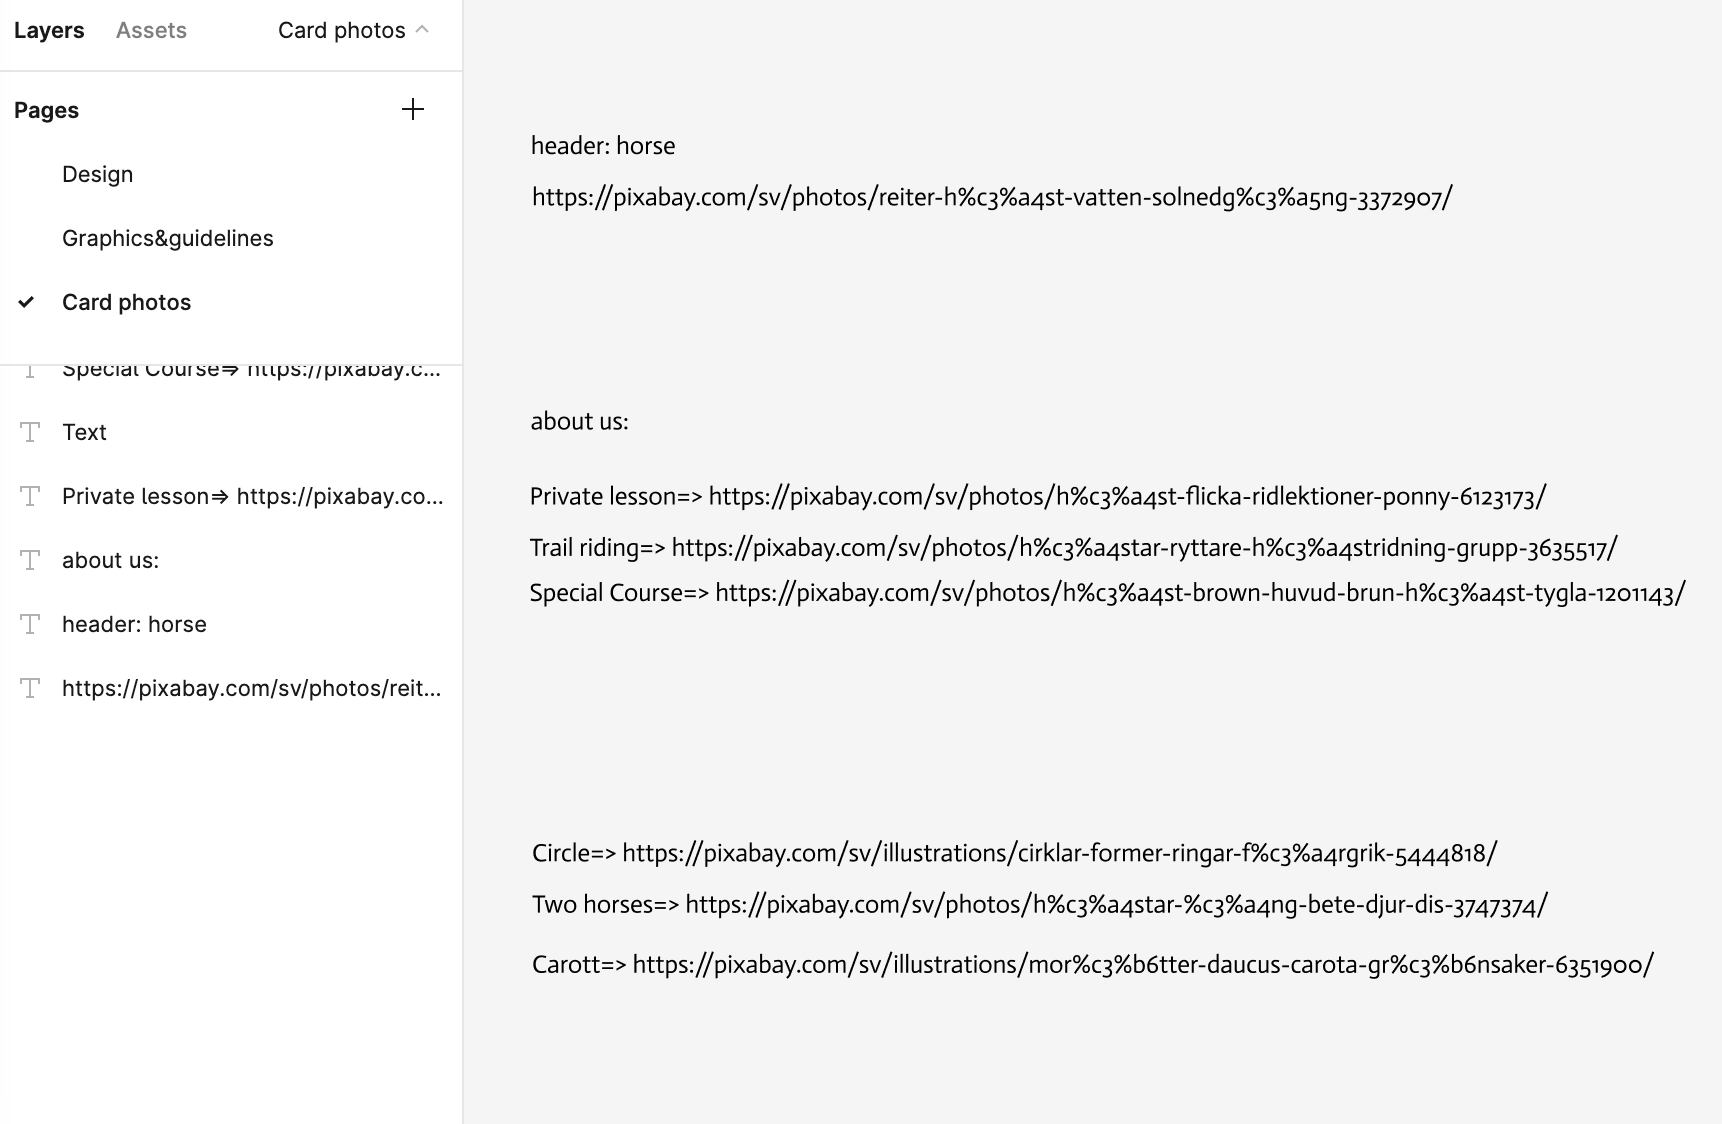 Layers Assets Card photos
Pages
Design
Graphics&guidelines
Card photos
Special Course=> https://pixabay.c...
Text
Private lesson=> https://pixabay.co...
about us:
header: horse
https://pixabay.com/sv/photos/reit...
header: horse
https://pixabay.com/sv/photos/reiter-h%c3%a4st-vatten-solnedg%c3%a5ng-3372907/
about us:
Private lesson=> https://pixabay.com/sv/photos/h%c3%a4st-flicka-ridlektioner-ponny-6123173/
Trail riding=> https://pixabay.com/sv/photos/h%c3%a4star-ryttare-h%c3%a4stridning-grupp-3635517/
Special Course=> https://pixabay.com/sv/photos/h%c3%a4st-brown-huvud-brun-h%c3%a4st-tygla-1201143/
Circle=> https://pixabay.com/sv/illustrations/cirklar-former-ringar-f%c3%a4rgrik-5444818/
Two horses=> https://pixabay.com/sv/photos/h%c3%a4star-%c3%a4ng-bete-djur-dis-3747374/
Carott=> https://pixabay.com/sv/illustrations/mor%c3%b6tter-daucus-carota-gr%c3%b6nsaker-6351900/